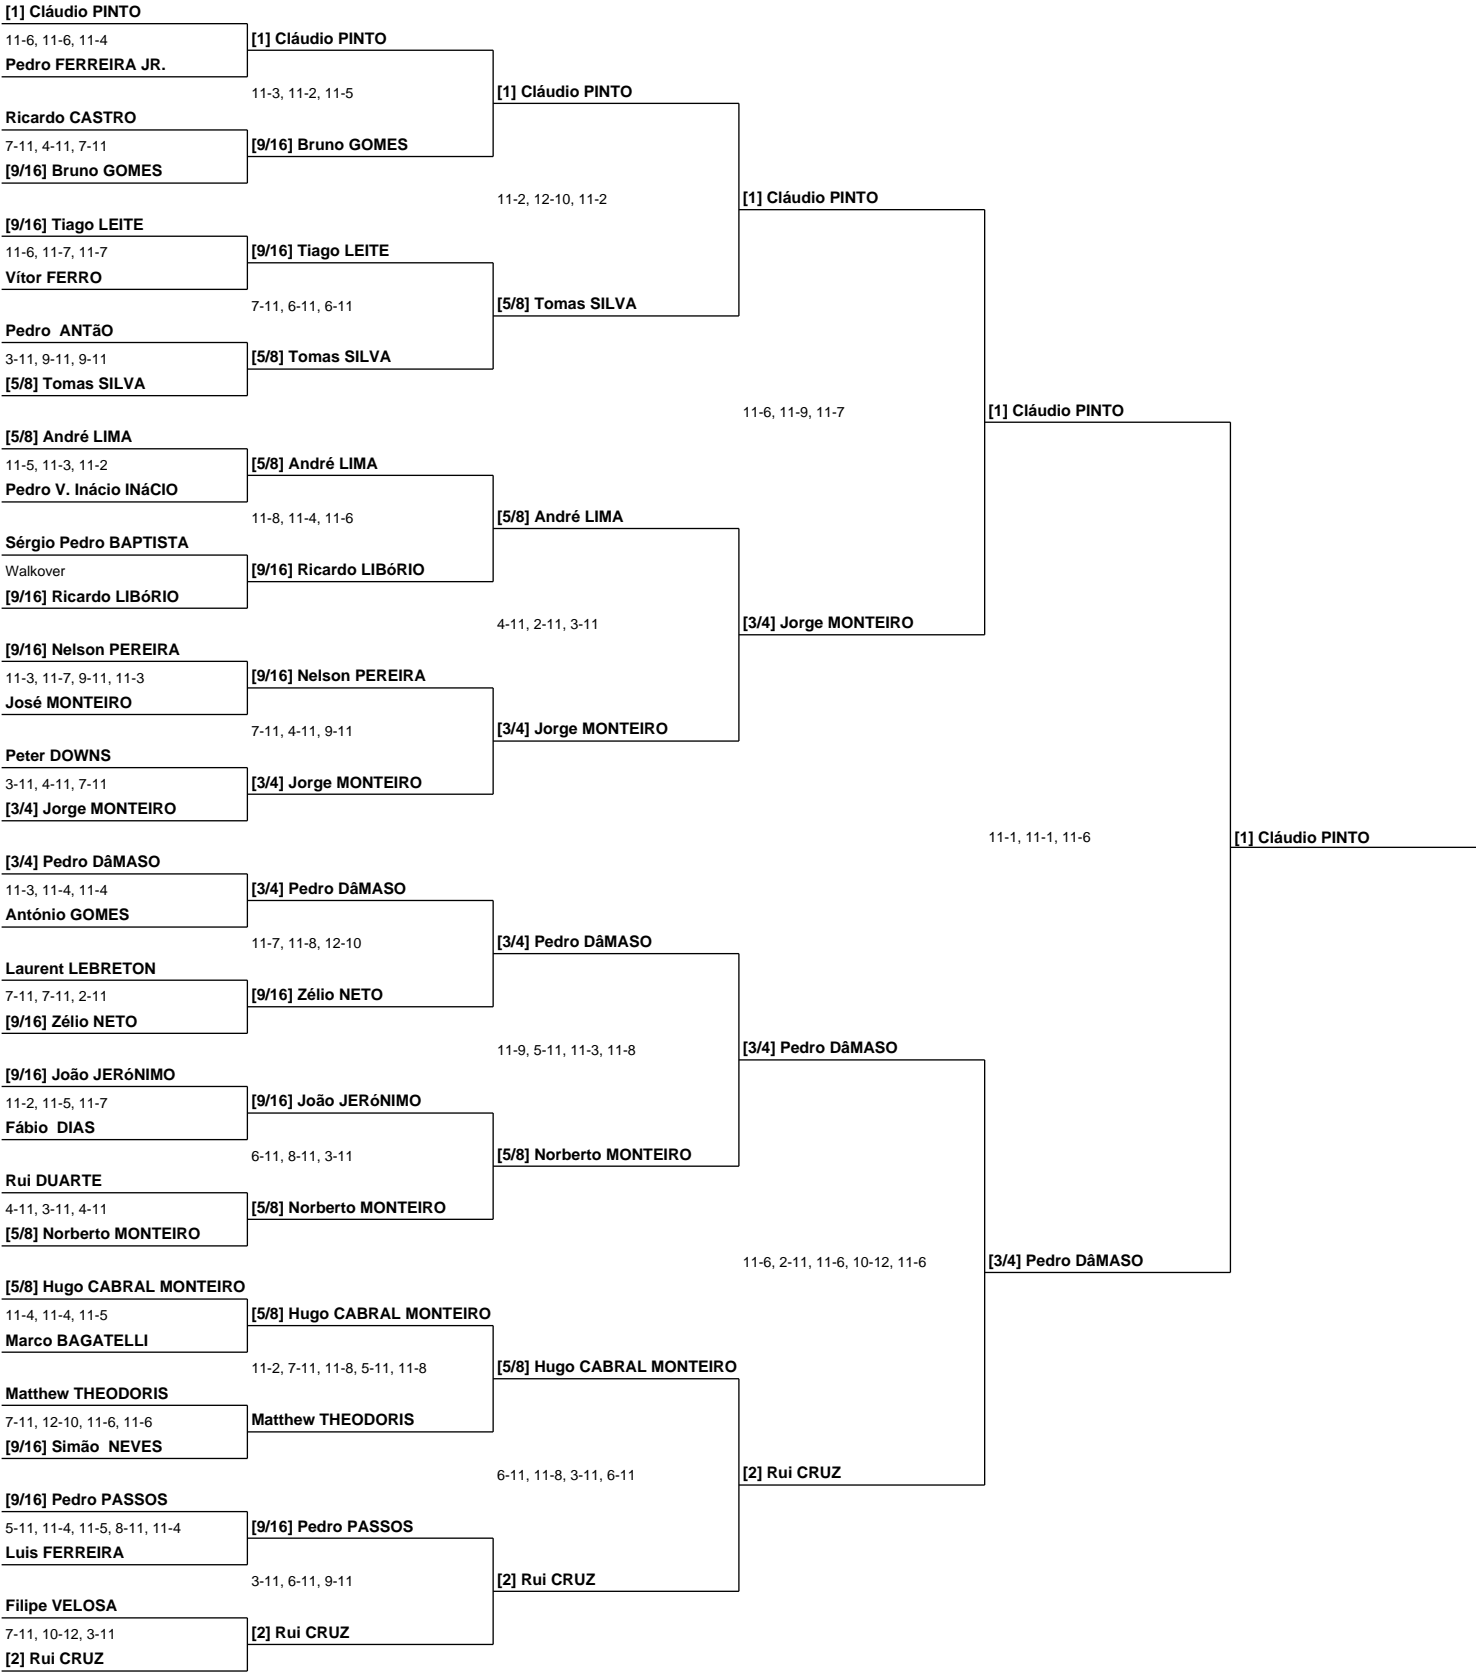 [1] Cláudio PINTO
11-6, 11-6, 11-4
Pedro FERREIRA JR.
Ricardo CASTRO
7-11, 4-11, 7-11
[9/16] Bruno GOMES
[9/16] Tiago LEITE
11-6, 11-7, 11-7
Vítor FERRO
Pedro  ANTãO
3-11, 9-11, 9-11
[5/8] Tomas SILVA
[5/8] André LIMA
11-5, 11-3, 11-2
Pedro V. Inácio INáCIO
Sérgio Pedro BAPTISTA
Walkover
[9/16] Ricardo LIBóRIO
[9/16] Nelson PEREIRA
11-3, 11-7, 9-11, 11-3
José MONTEIRO
Peter DOWNS
3-11, 4-11, 7-11
[3/4] Jorge MONTEIRO
[3/4] Pedro DâMASO
11-3, 11-4, 11-4
António GOMES
Laurent LEBRETON
7-11, 7-11, 2-11
[9/16] Zélio NETO
[9/16] João JERóNIMO
11-2, 11-5, 11-7
Fábio  DIAS
Rui DUARTE
4-11, 3-11, 4-11
[5/8] Norberto MONTEIRO
[5/8] Hugo CABRAL MONTEIRO
11-4, 11-4, 11-5
Marco BAGATELLI
Matthew THEODORIS
7-11, 12-10, 11-6, 11-6
[9/16] Simão  NEVES
[9/16] Pedro PASSOS
5-11, 11-4, 11-5, 8-11, 11-4
Luis FERREIRA
Filipe VELOSA
7-11, 10-12, 3-11
[2] Rui CRUZ
[1] Cláudio PINTO
11-3, 11-2, 11-5
[9/16] Bruno GOMES
[9/16] Tiago LEITE
7-11, 6-11, 6-11
[5/8] Tomas SILVA
[5/8] André LIMA
11-8, 11-4, 11-6
[9/16] Ricardo LIBóRIO
[9/16] Nelson PEREIRA
7-11, 4-11, 9-11
[3/4] Jorge MONTEIRO
[3/4] Pedro DâMASO
11-7, 11-8, 12-10
[9/16] Zélio NETO
[9/16] João JERóNIMO
6-11, 8-11, 3-11
[5/8] Norberto MONTEIRO
[5/8] Hugo CABRAL MONTEIRO
11-2, 7-11, 11-8, 5-11, 11-8
Matthew THEODORIS
[9/16] Pedro PASSOS
3-11, 6-11, 9-11
[2] Rui CRUZ
[1] Cláudio PINTO
11-2, 12-10, 11-2
[5/8] Tomas SILVA
[5/8] André LIMA
4-11, 2-11, 3-11
[3/4] Jorge MONTEIRO
[3/4] Pedro DâMASO
11-9, 5-11, 11-3, 11-8
[5/8] Norberto MONTEIRO
[5/8] Hugo CABRAL MONTEIRO
6-11, 11-8, 3-11, 6-11
[2] Rui CRUZ
[1] Cláudio PINTO
11-6, 11-9, 11-7
[3/4] Jorge MONTEIRO
[3/4] Pedro DâMASO
11-6, 2-11, 11-6, 10-12, 11-6
[2] Rui CRUZ
[1] Cláudio PINTO
11-1, 11-1, 11-6
[3/4] Pedro DâMASO
[1] Cláudio PINTO